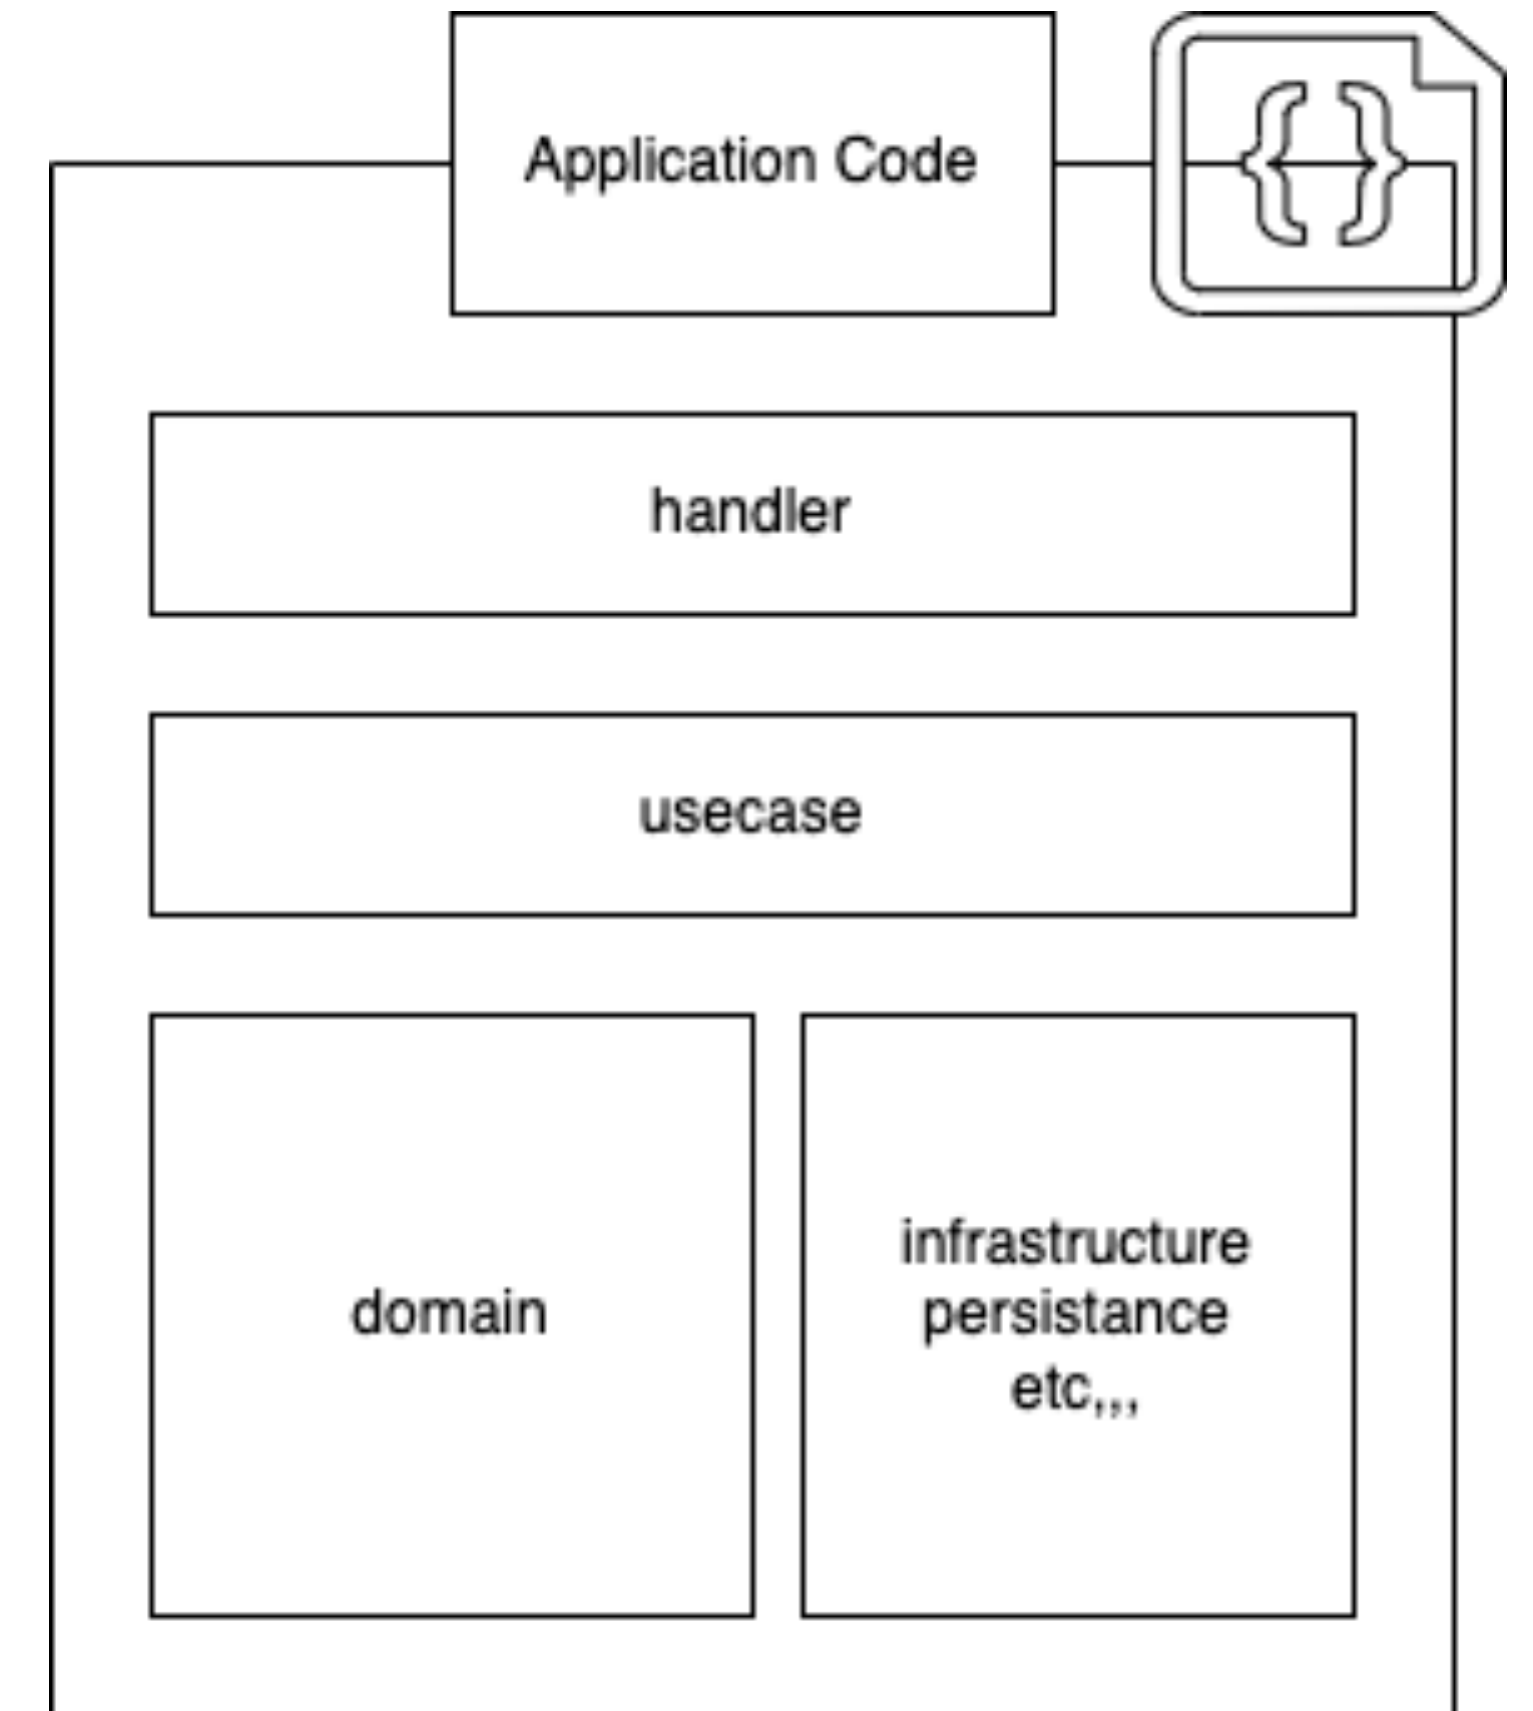 Application Code
{ }
handler
usecase
domain
infrastructure
persistance
etc,,,